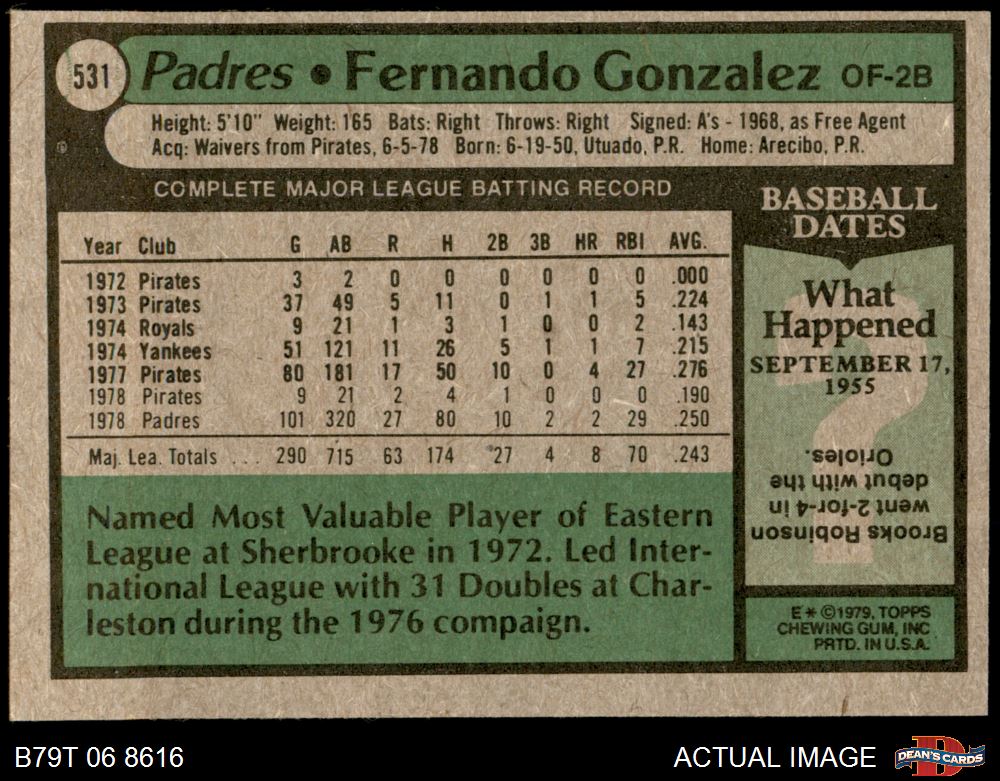 531 Padres • Fernando Gonzalez OF-2B
Height: 5'10" Weight: 165 Bats: Right Throws: Right Signed: A's - 1968, as Free Agent
Acq: Waivers from Pirates, 6-5-78 Born: 6-19-50, Utuado, P.R. Home: Arecibo, P.R.
COMPLETE MAJOR LEAGUE BATTING RECORD
Year Club G AB R H 2B 3B HR RBI AVG.
1972 Pirates 3 2 0 0 0 0 0 0 .000
1973 Pirates 37 49 5 11 0 1 1 5 .224
1974 Royals 9 21 1 3 1 0 0 2 .143
1974 Yankees 51 121 11 26 5 1 1 7 .215
1977 Pirates 80 181 17 50 10 0 4 27 .276
1978 Pirates 9 21 2 4 1 0 0 0 .190
1978 Padres 101 320 27 80 10 2 2 29 .250
Maj. Lea. Totals ... 290 715 63 174 27 4 8 70 .243
Named Most Valuable Player of Eastern
League at Sherbrooke in 1972. Led Inter-
national League with 31 Doubles at Char-
leston during the 1976 campaign.
BASEBALL
DATES
What
Happened
SEPTEMBER 17,
1955
Brooks Robinson
went 2-for-4 in
debut with the
Orioles.
E * © 1979, TOPPS
CHEWING GUM, INC
PRTD. IN U.S.A.
B79T 06 8616
ACTUAL IMAGE
D
DEAN'S CARDS